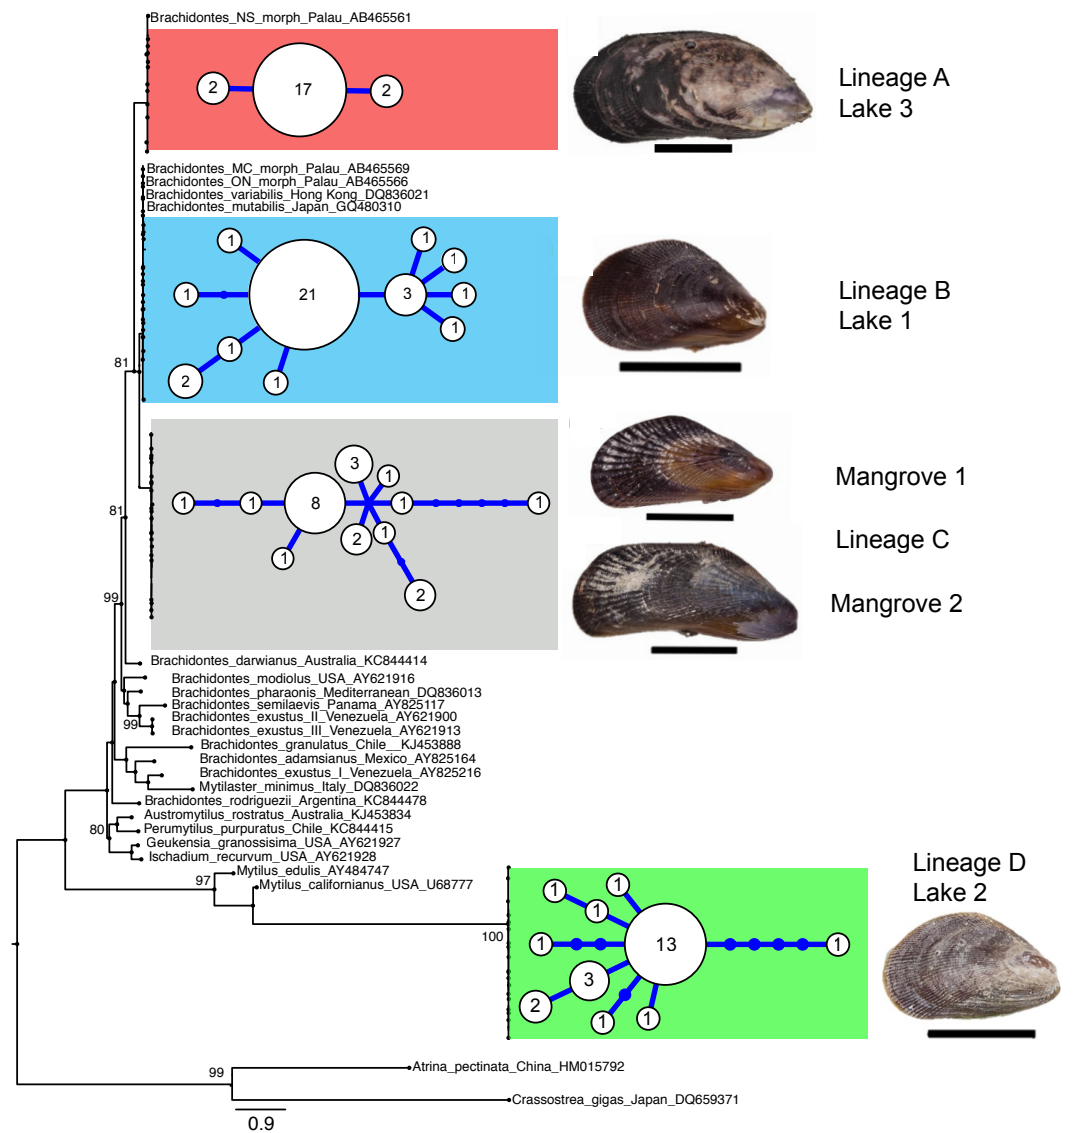 Brachidontes_NS_morph_Palau_AB465561
2
17
2
Lineage A
Lake 3
Brachidontes_MC_morph_Palau_AB465569
Brachidontes_ON_morph_Palau_AB465566
Brachidontes_variabilis_Hong Kong_DQ836021
Brachidontes_mutabilis_Japan_GQ480310
1
1
1
1
21
3
1
1
1
2
1
Lineage B
Lake 1
81
3
1
1
1
8
1
1
1
2
1
2
81
Mangrove 1
Lineage C
Mangrove 2
99
Brachidontes_darwianus_Australia_KC844414
Brachidontes_modiolus_USA_AY621916
Brachidontes_pharaonis_Mediterranean_DQ836013
Brachidontes_semilaevis_Panama_AY825117
Brachidontes_exustus_II_Venezuela_AY621900
99
Brachidontes_exustus_III_Venezuela_AY621913
Brachidontes_granulatus_Chile__KJ453888
Brachidontes_adamsianus_Mexico_AY825164
Brachidontes_exustus_I_Venezuela_AY825216
Mytilaster_minimus_Italy_DQ836022
Brachidontes_rodriguezii_Argentina_KC844478
Austromytilus_rostratus_Australia_KJ453834
80
Perumytilus_purpuratus_Chile_KC844415
Geukensia_granossisima_USA_AY621927
Ischadium_recurvum_USA_AY621928
Mytilus_edulis_AY484747
97
Mytilus_californianus_USA_U68777
Lineage D
Lake 2
1
1
1
100
1
13
1
3
2
1
1
Atrina_pectinata_China_HM015792
99
Crassostrea_gigas_Japan_DQ659371
0.9